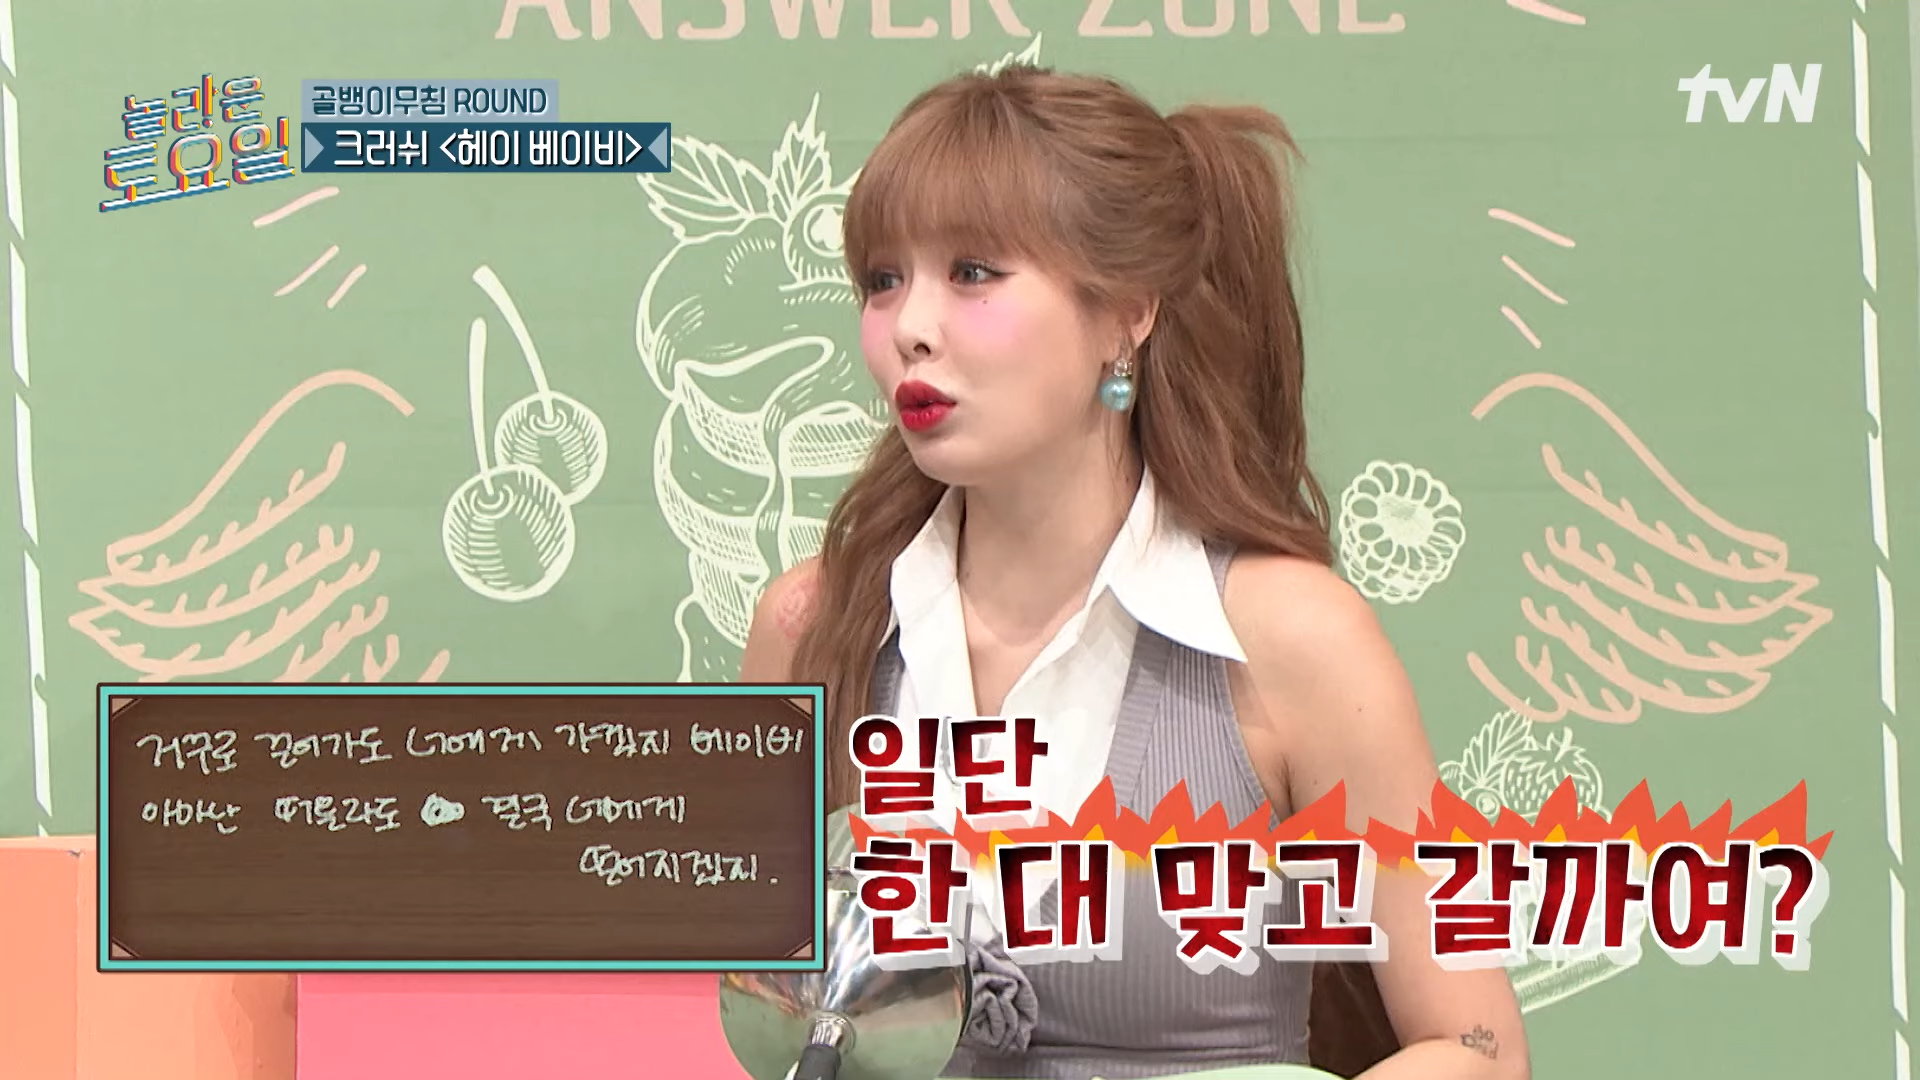 ANSWER ZONE
놀라운
토요일
골뱅이무침 ROUND
크러쉬 <헤이 베이비>
tvN
거꾸로 끈어가도 너에게 가겠지 베이비
아마난 떠올라도 결국 너에게
떨어지겠지.
일단
한 대 맞고 갈까여?